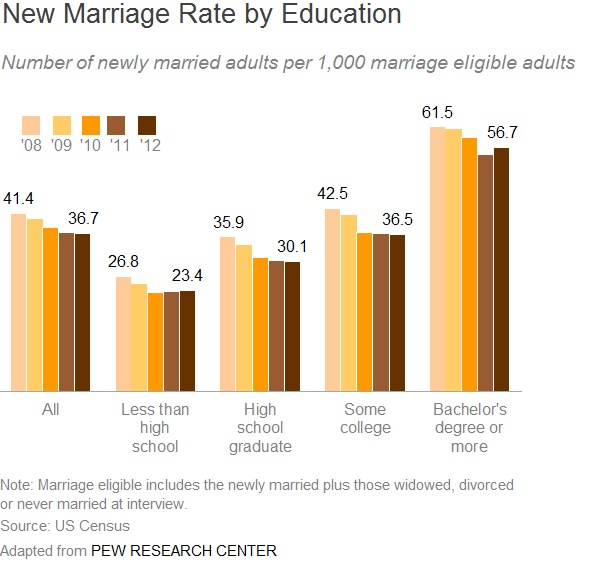 New Marriage Rate by Education
Number of newly married adults per 1,000 marriage eligible adults
'08 '09 '10 '11 '12
41.4
36.7
26.8
23.4
35.9
30.1
42.5
36.5
61.5
56.7
All
Less than
high
school
High
school
graduate
Some
college
Bachelor's
degree or
more
Note: Marriage eligible includes the newly married plus those widowed, divorced
or never married at interview.
Source: US Census
Adapted from PEW RESEARCH CENTER